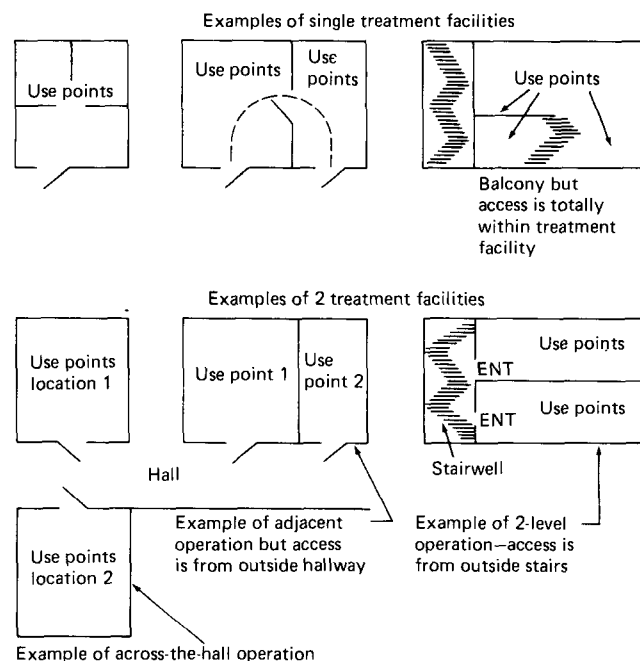 Examples of single treatment facilities
Use points
Use points
Use
points
Use points
Balcony but
access is totally
within treatment
facility
Examples of 2 treatment facilities
Use points
location 1
Use point 1
Use
point 2
Use points
ENT
ENT
Use points
Stairwell
Hall
Use points
location 2
Example of adjacent
operation but access
is from outside hallway
Example of 2-level
operation—access is
from outside stairs
Example of across-the-hall operation